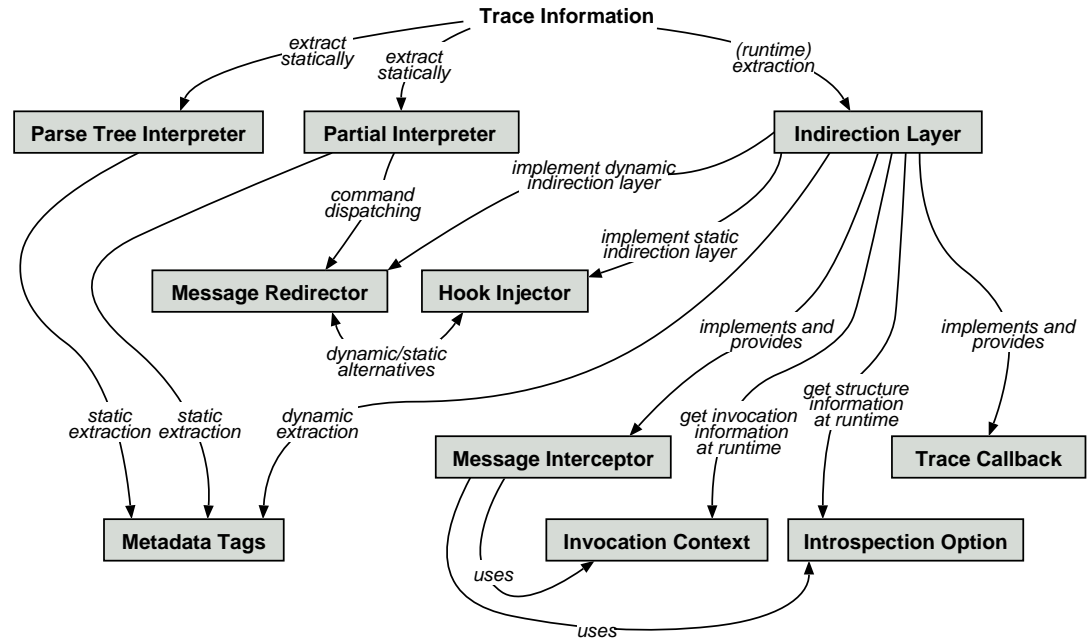 Trace Information
extract
statically
extract
statically
(runtime)
extraction
Parse Tree Interpreter
Partial Interpreter
Indirection Layer
implement dynamic
indirection layer
command
dispatching
implement static
indirection layer
Message Redirector
Hook Injector
dynamic/static
alternatives
implements and
provides
implements and
provides
static
extraction
static
extraction
dynamic
extraction
get invocation
information
at runtime
get structure
information
at runtime
Message Interceptor
Trace Callback
Metadata Tags
Invocation Context
Introspection Option
uses
uses